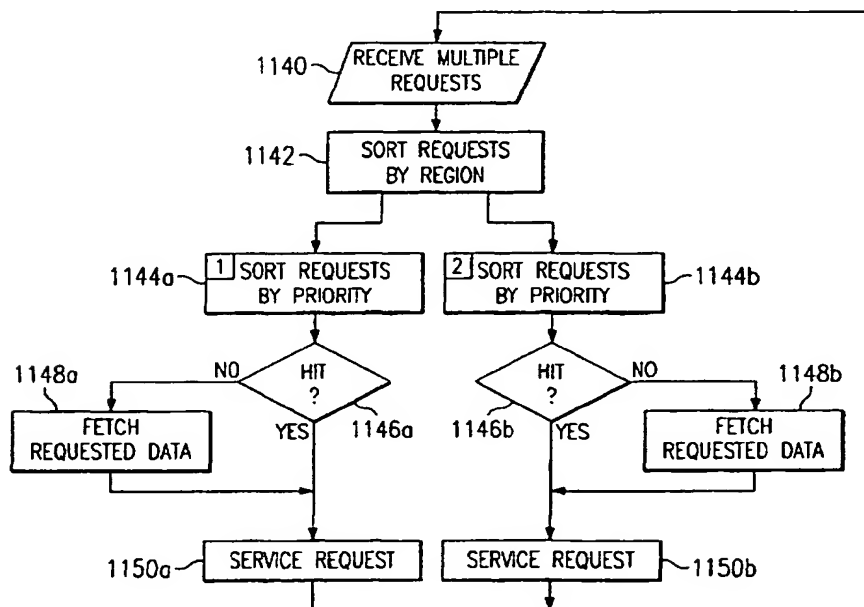 1140
RECEIVE MULTIPLE
REQUESTS
1142
SORT REQUESTS
BY REGION
1144a
1
SORT REQUESTS
BY PRIORITY
2
SORT REQUESTS
BY PRIORITY
1144b
1148a
NO
HIT
?
YES
1146a
FETCH
REQUESTED DATA
HIT
?
NO
YES
1146b
1148b
FETCH
REQUESTED DATA
1150a
SERVICE REQUEST
SERVICE REQUEST
1150b